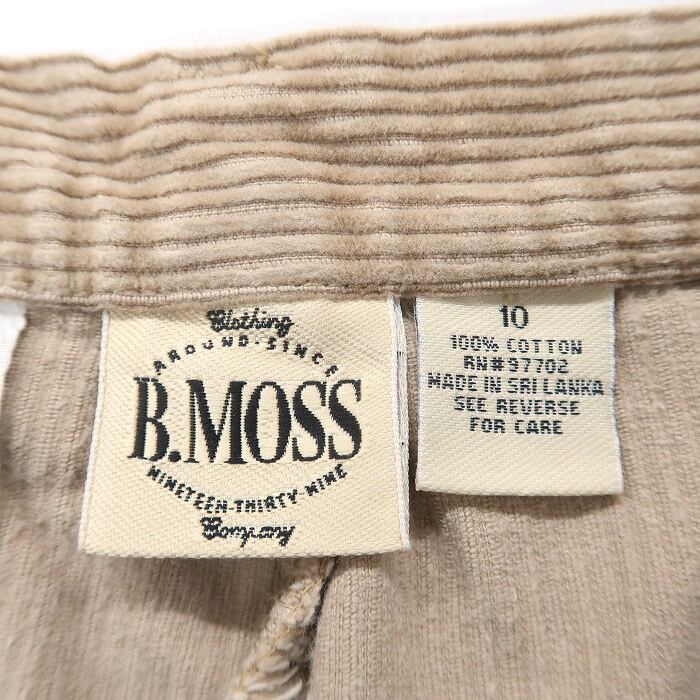 Clothing
AROUND-SINCE
B.MOSS
NINETEEN-THIRTY-NINE
Company
10
100% COTTON
RN#97702
MADE IN SRI LANKA
SEE REVERSE
FOR CARE